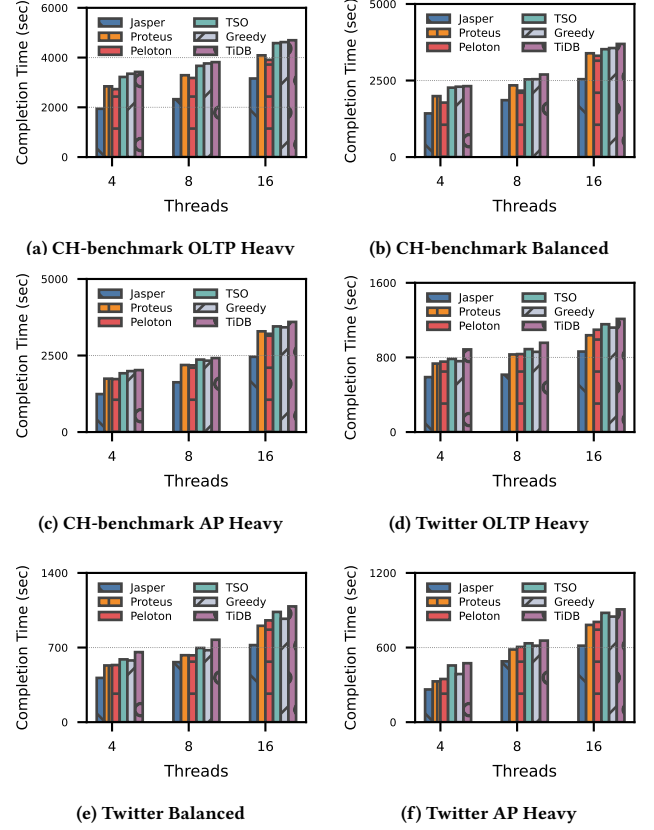 6000
4000
2000
0
Completion Time (sec)
Jasper
Proteus
Peloton
TSO
Greedy
TiDB
4
8
16
Threads
(a) CH-benchmark OLTP Heavy
5000
2500
0
Completion Time (sec)
Jasper
Proteus
Peloton
TSO
Greedy
TiDB
4
8
16
Threads
(b) CH-benchmark Balanced
5000
2500
0
Completion Time (sec)
Jasper
Proteus
Peloton
TSO
Greedy
TiDB
4
8
16
Threads
(c) CH-benchmark AP Heavy
1600
800
0
Completion Time (sec)
Jasper
Proteus
Peloton
TSO
Greedy
TiDB
4
8
16
Threads
(d) Twitter OLTP Heavy
1400
700
0
Completion Time (sec)
Jasper
Proteus
Peloton
TSO
Greedy
TiDB
4
8
16
Threads
(e) Twitter Balanced
1200
600
0
Completion Time (sec)
Jasper
Proteus
Peloton
TSO
Greedy
TiDB
4
8
16
Threads
(f) Twitter AP Heavy